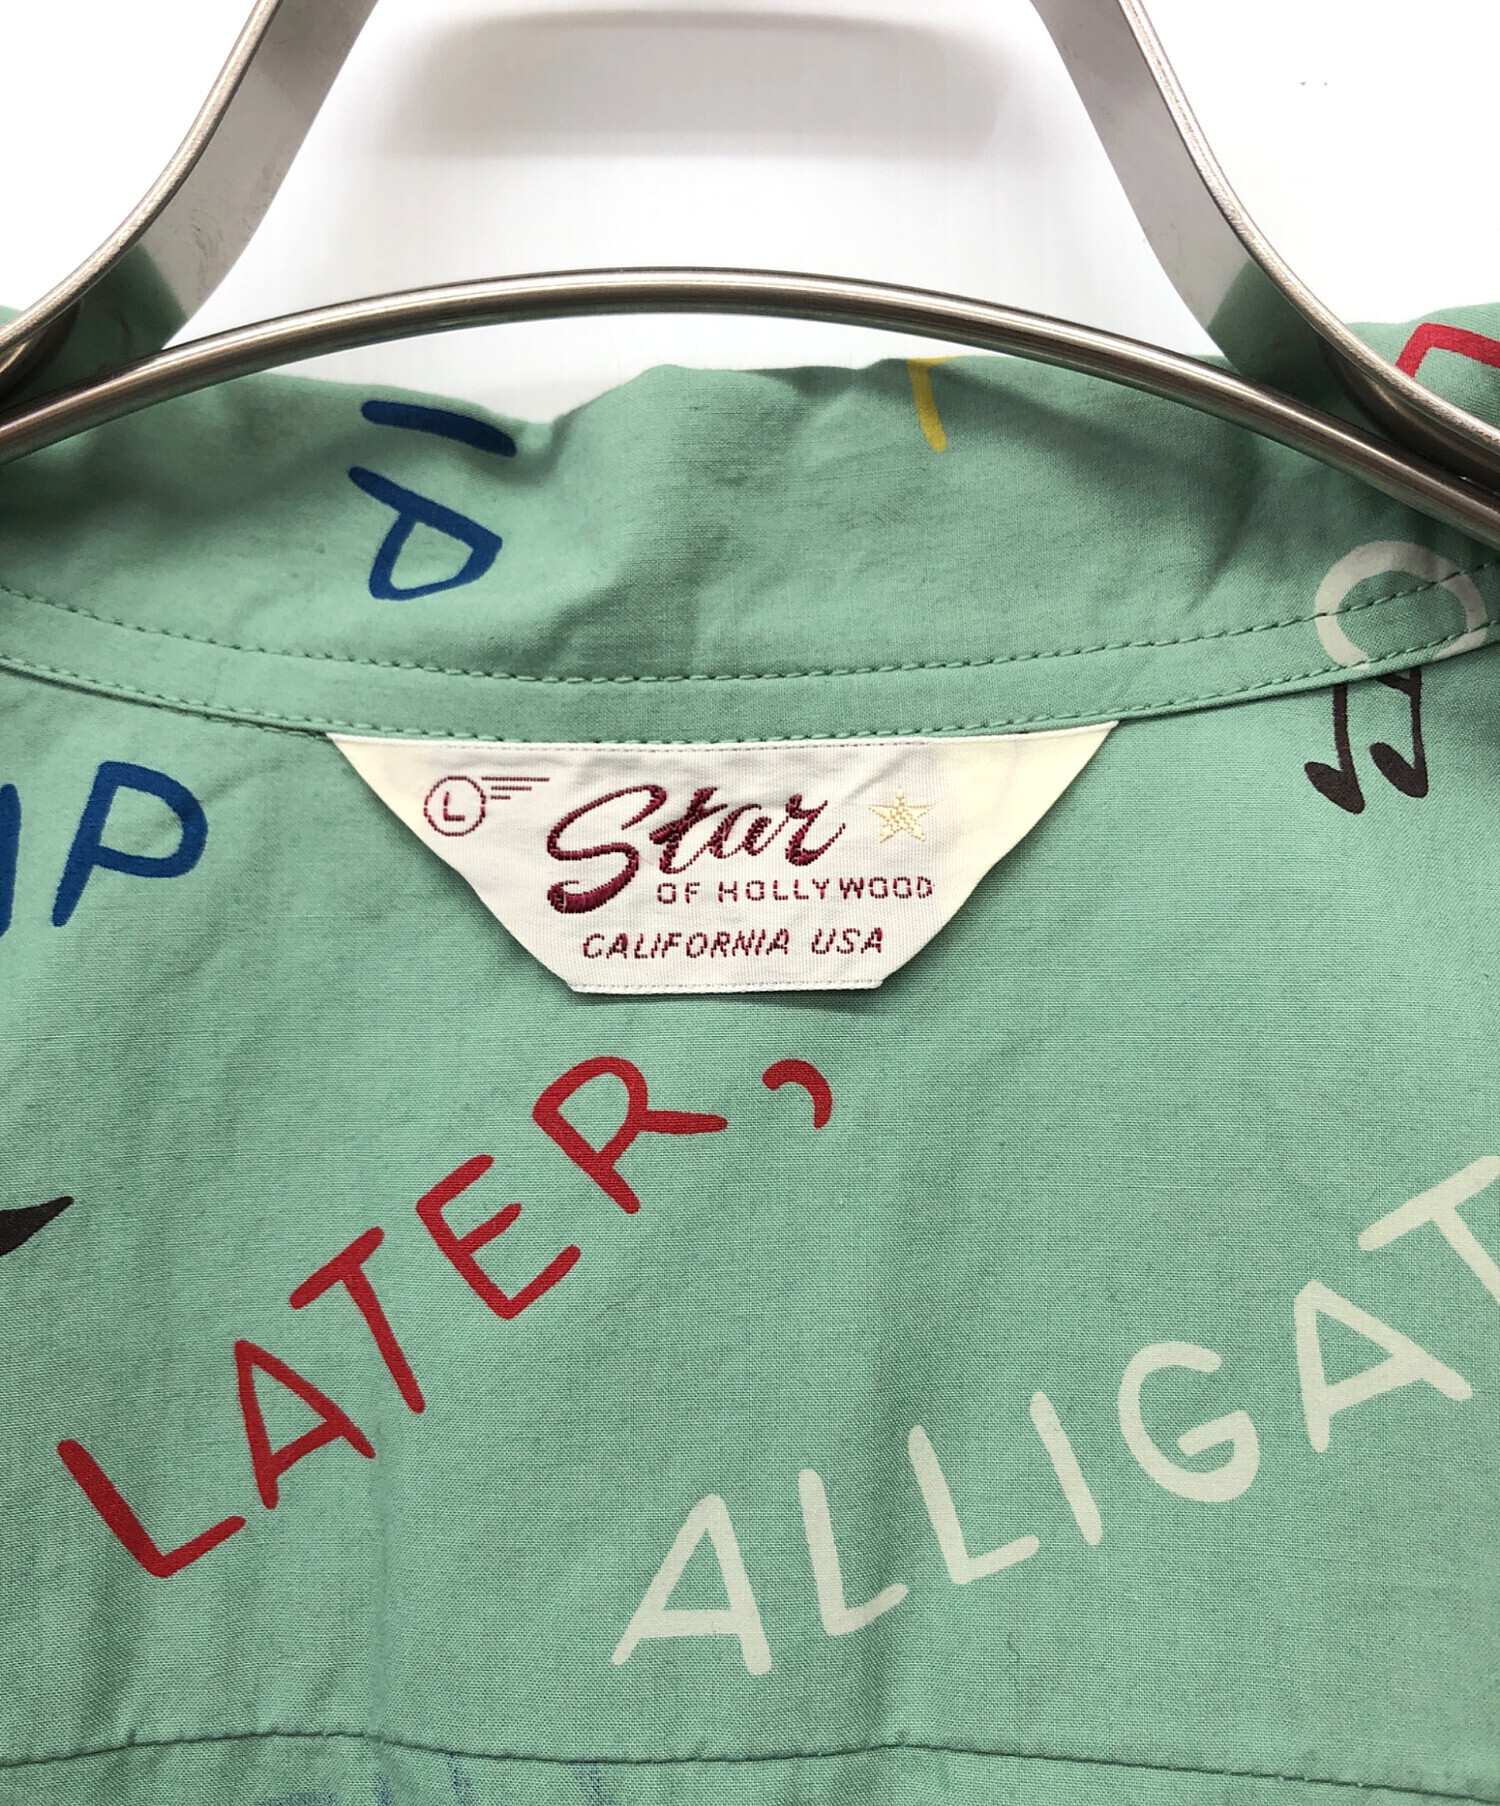 L
Star
OF HOLLYWOOD
CALIFORNIA USA
LATER,
ALLIGAT